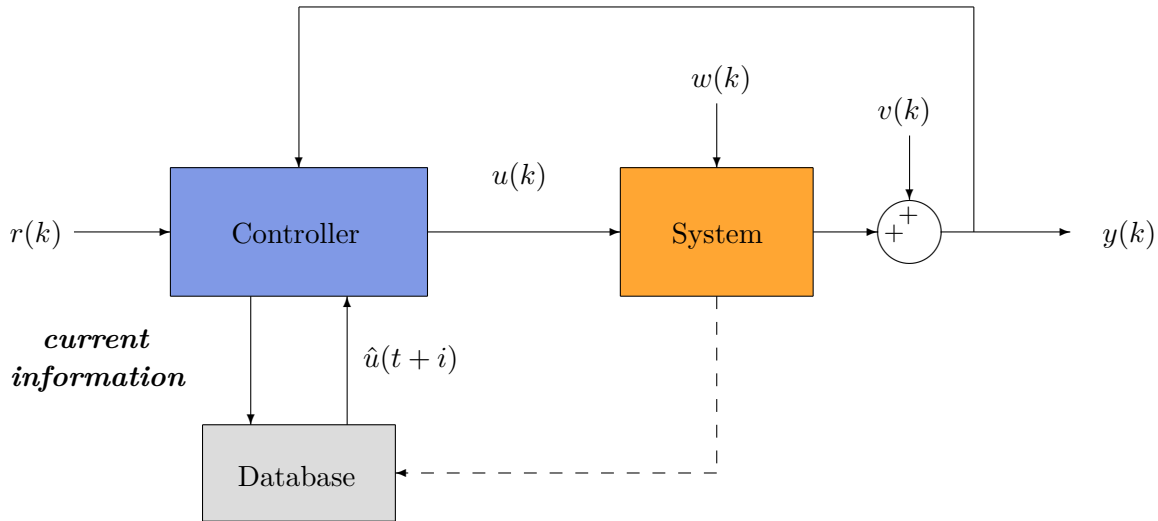 w(k)
v(k)
u(k)
r(k)
Controller
System
+
+
y(k)
current
information
û(t + i)
Database